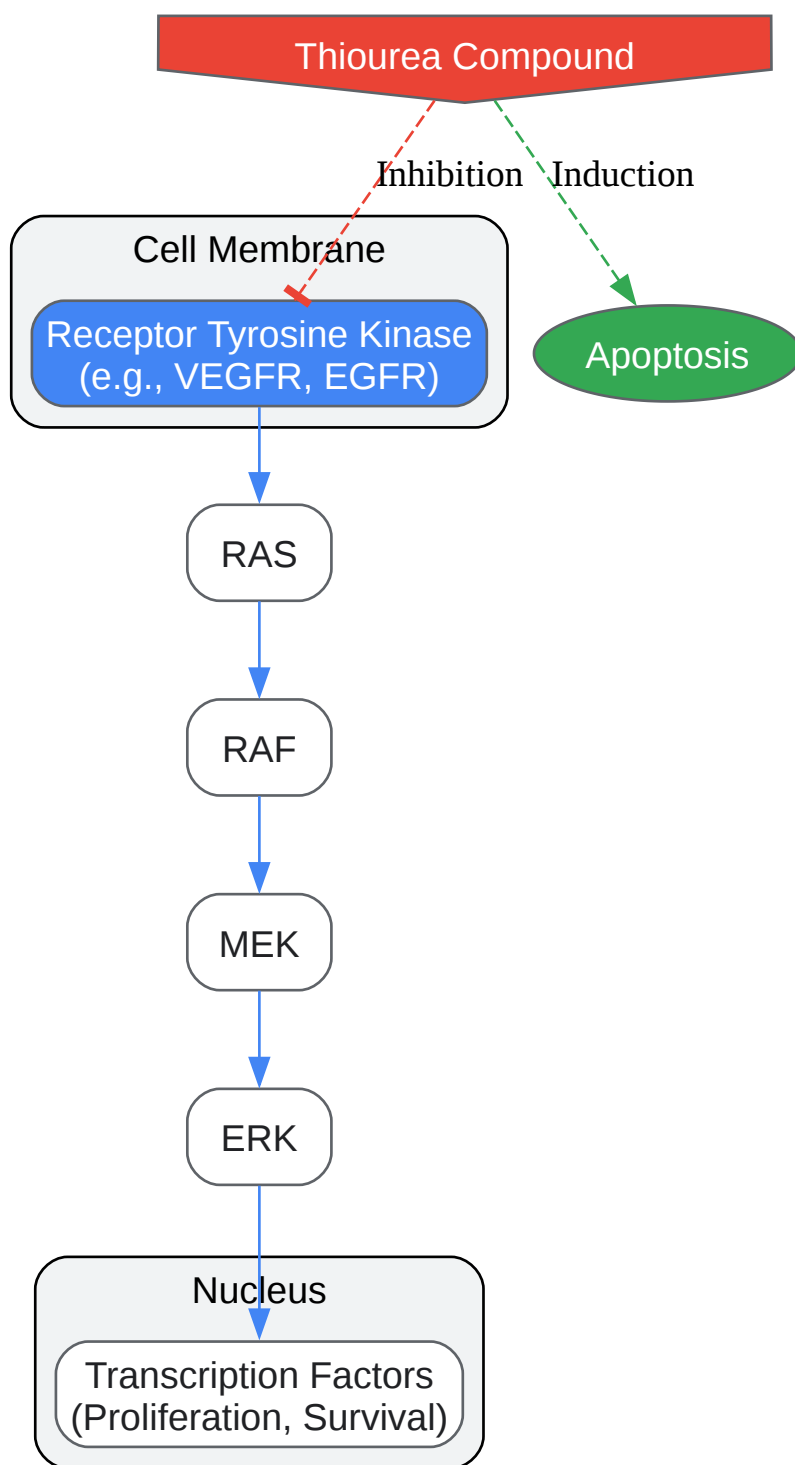 Thiourea Compound
Inhibition
Induction
Cell Membrane
Receptor Tyrosine Kinase
(e.g., VEGFR, EGFR)
Apoptosis
RAS
RAF
MEK
ERK
Nucleus
Transcription Factors
(Proliferation, Survival)